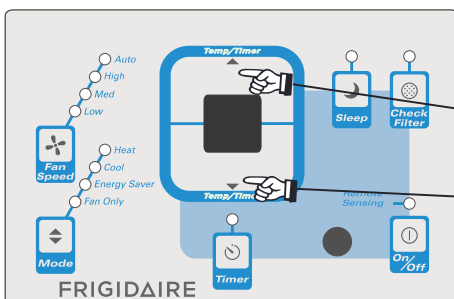 Temp/Timer
Auto
High
Med
Low
Fan
Speed
Sleep
Check
Filter
Heat
Cool
Energy Saver
Fan Only
Mode
Temp/Timer
Remote
Sensing
Timer
On/Off
FRIGIDAIRE